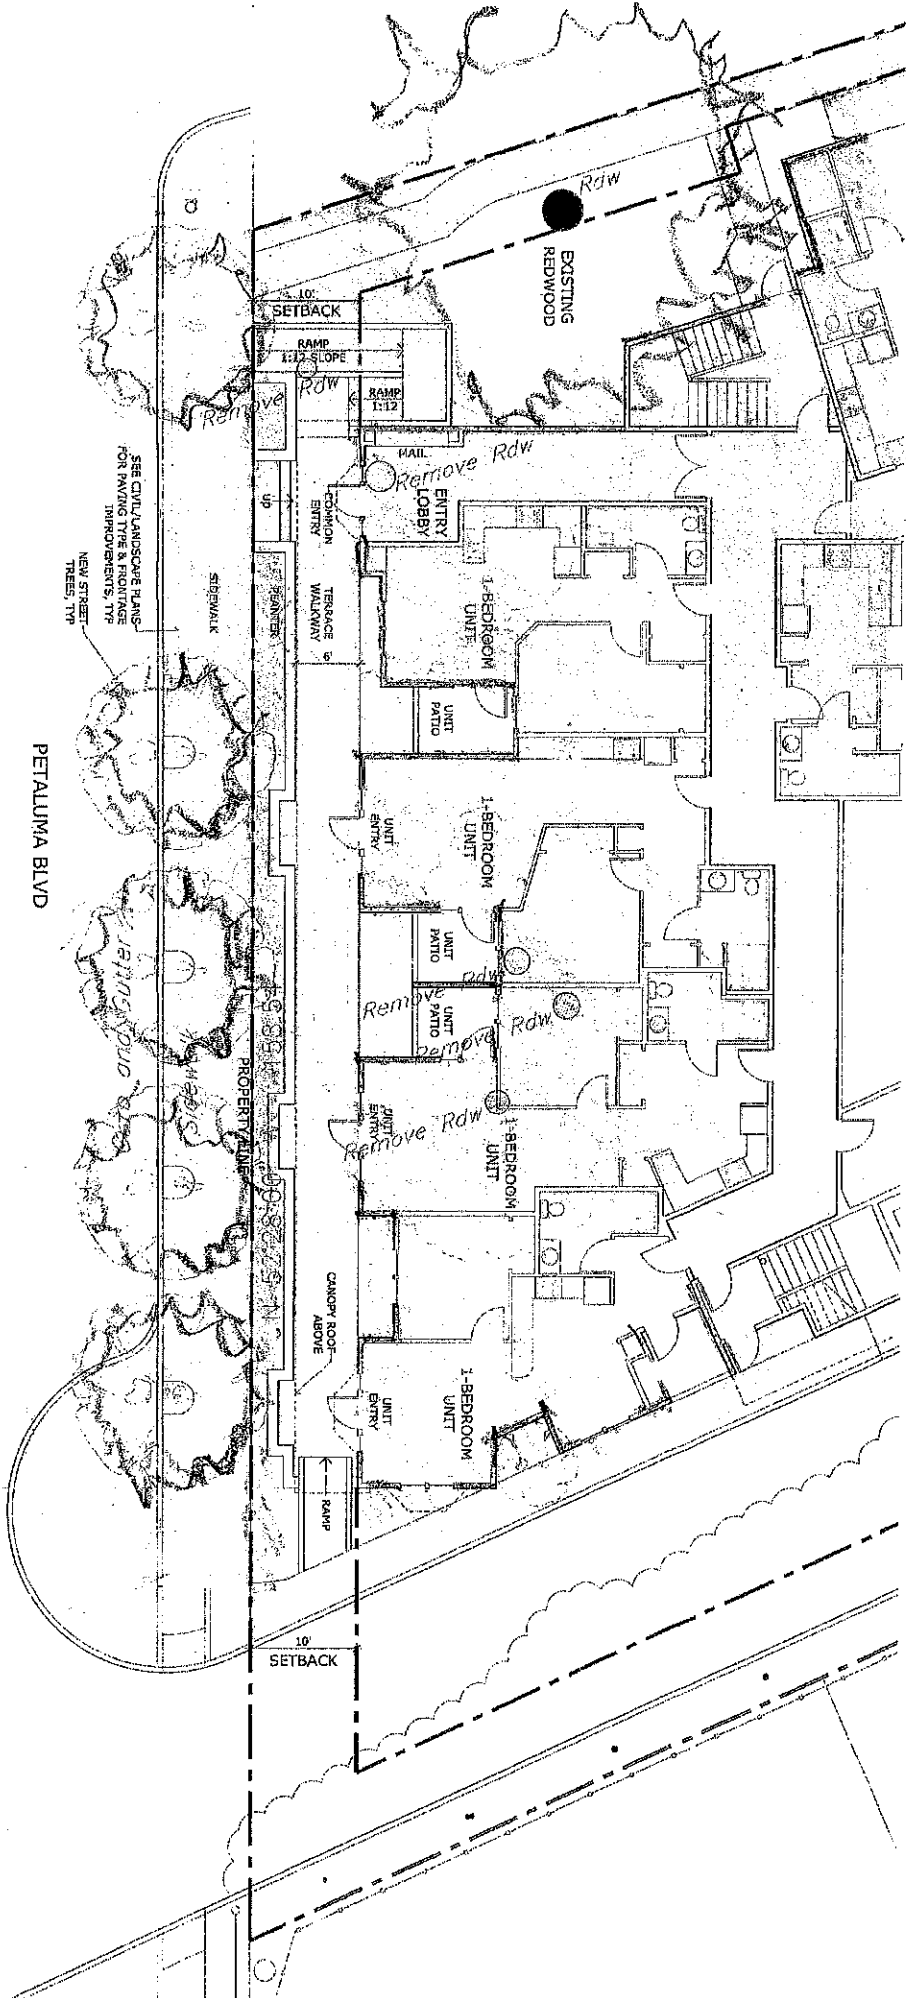 Rdw
EXISTING
REDWOOD
10'
SETBACK
RAMP
1:12 SLOPE
Remove Rdw
RAMP
1:12
MAIL
Remove Rdw
ENTRY
LOBBY
UP
COMMON
ENTRY
SEE CIVIL/LANDSCAPE PLANS
FOR PAVING TYPE & FRONTAGE
IMPROVEMENTS, TYP
NEW STREET
TREES, TYP
SIDEWALK
PLANTER
TERRACE
WALKWAY
6'
1-BEDROOM
UNIT
UNIT
PATIO
PETALUMA BLVD
UNIT
ENTRY
1-BEDROOM
UNIT
UNIT
PATIO
Remove Rdw
UNIT
PATIO
Remove Rdw
PROPERTY LINE
UNIT
ENTRY
Remove Rdw
1-BEDROOM
UNIT
CANOPY ROOF
ABOVE
UNIT
ENTRY
1-BEDROOM
UNIT
RAMP
10'
SETBACK